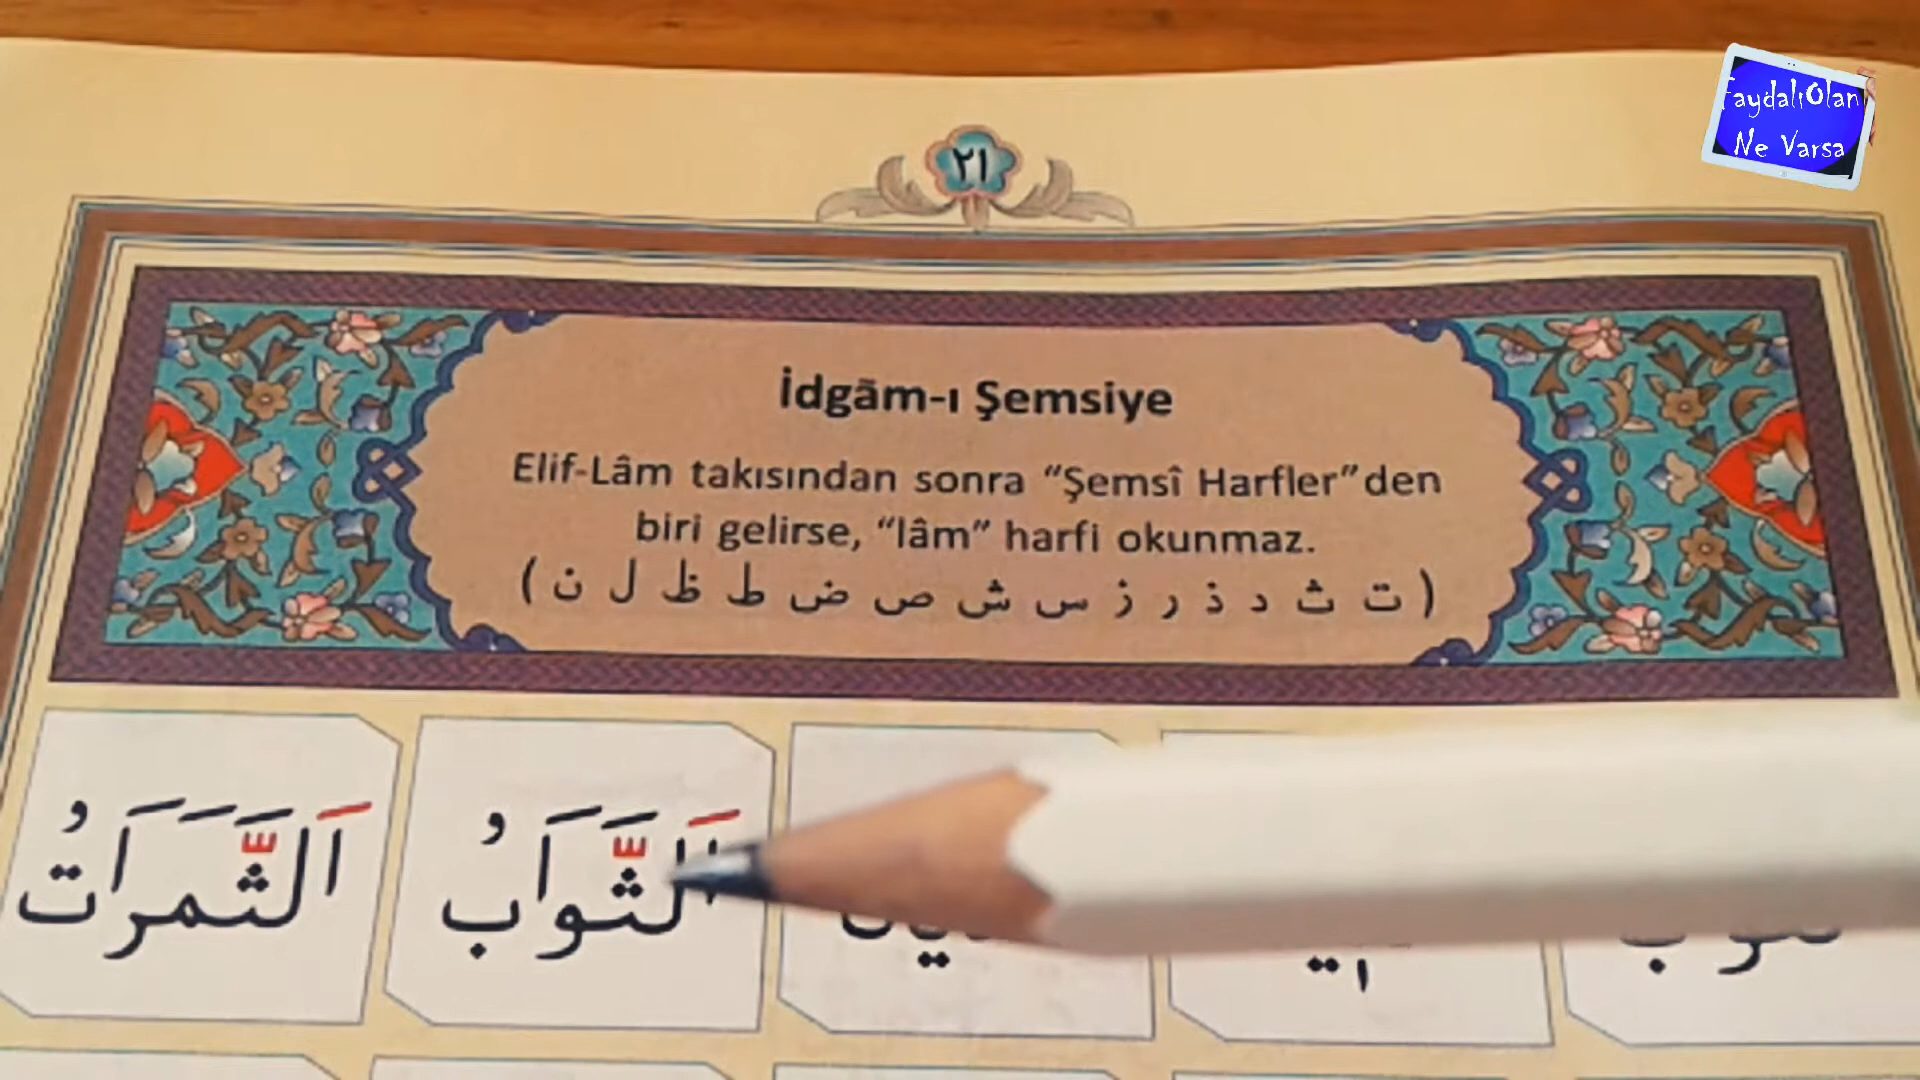 FaydalıOlan
Ne Varsa
٢١
İdgãm-ı Şemsiye
Elif-Lâm takısından sonra “Şemsî Harfler”den
biri gelirse, “lâm” harfi okunmaz.
( ت ث د ذ ر ز س ش ص ض ط ظ ل ن )
اَلثَّوَابُ اَلثَّمَرَاتُ